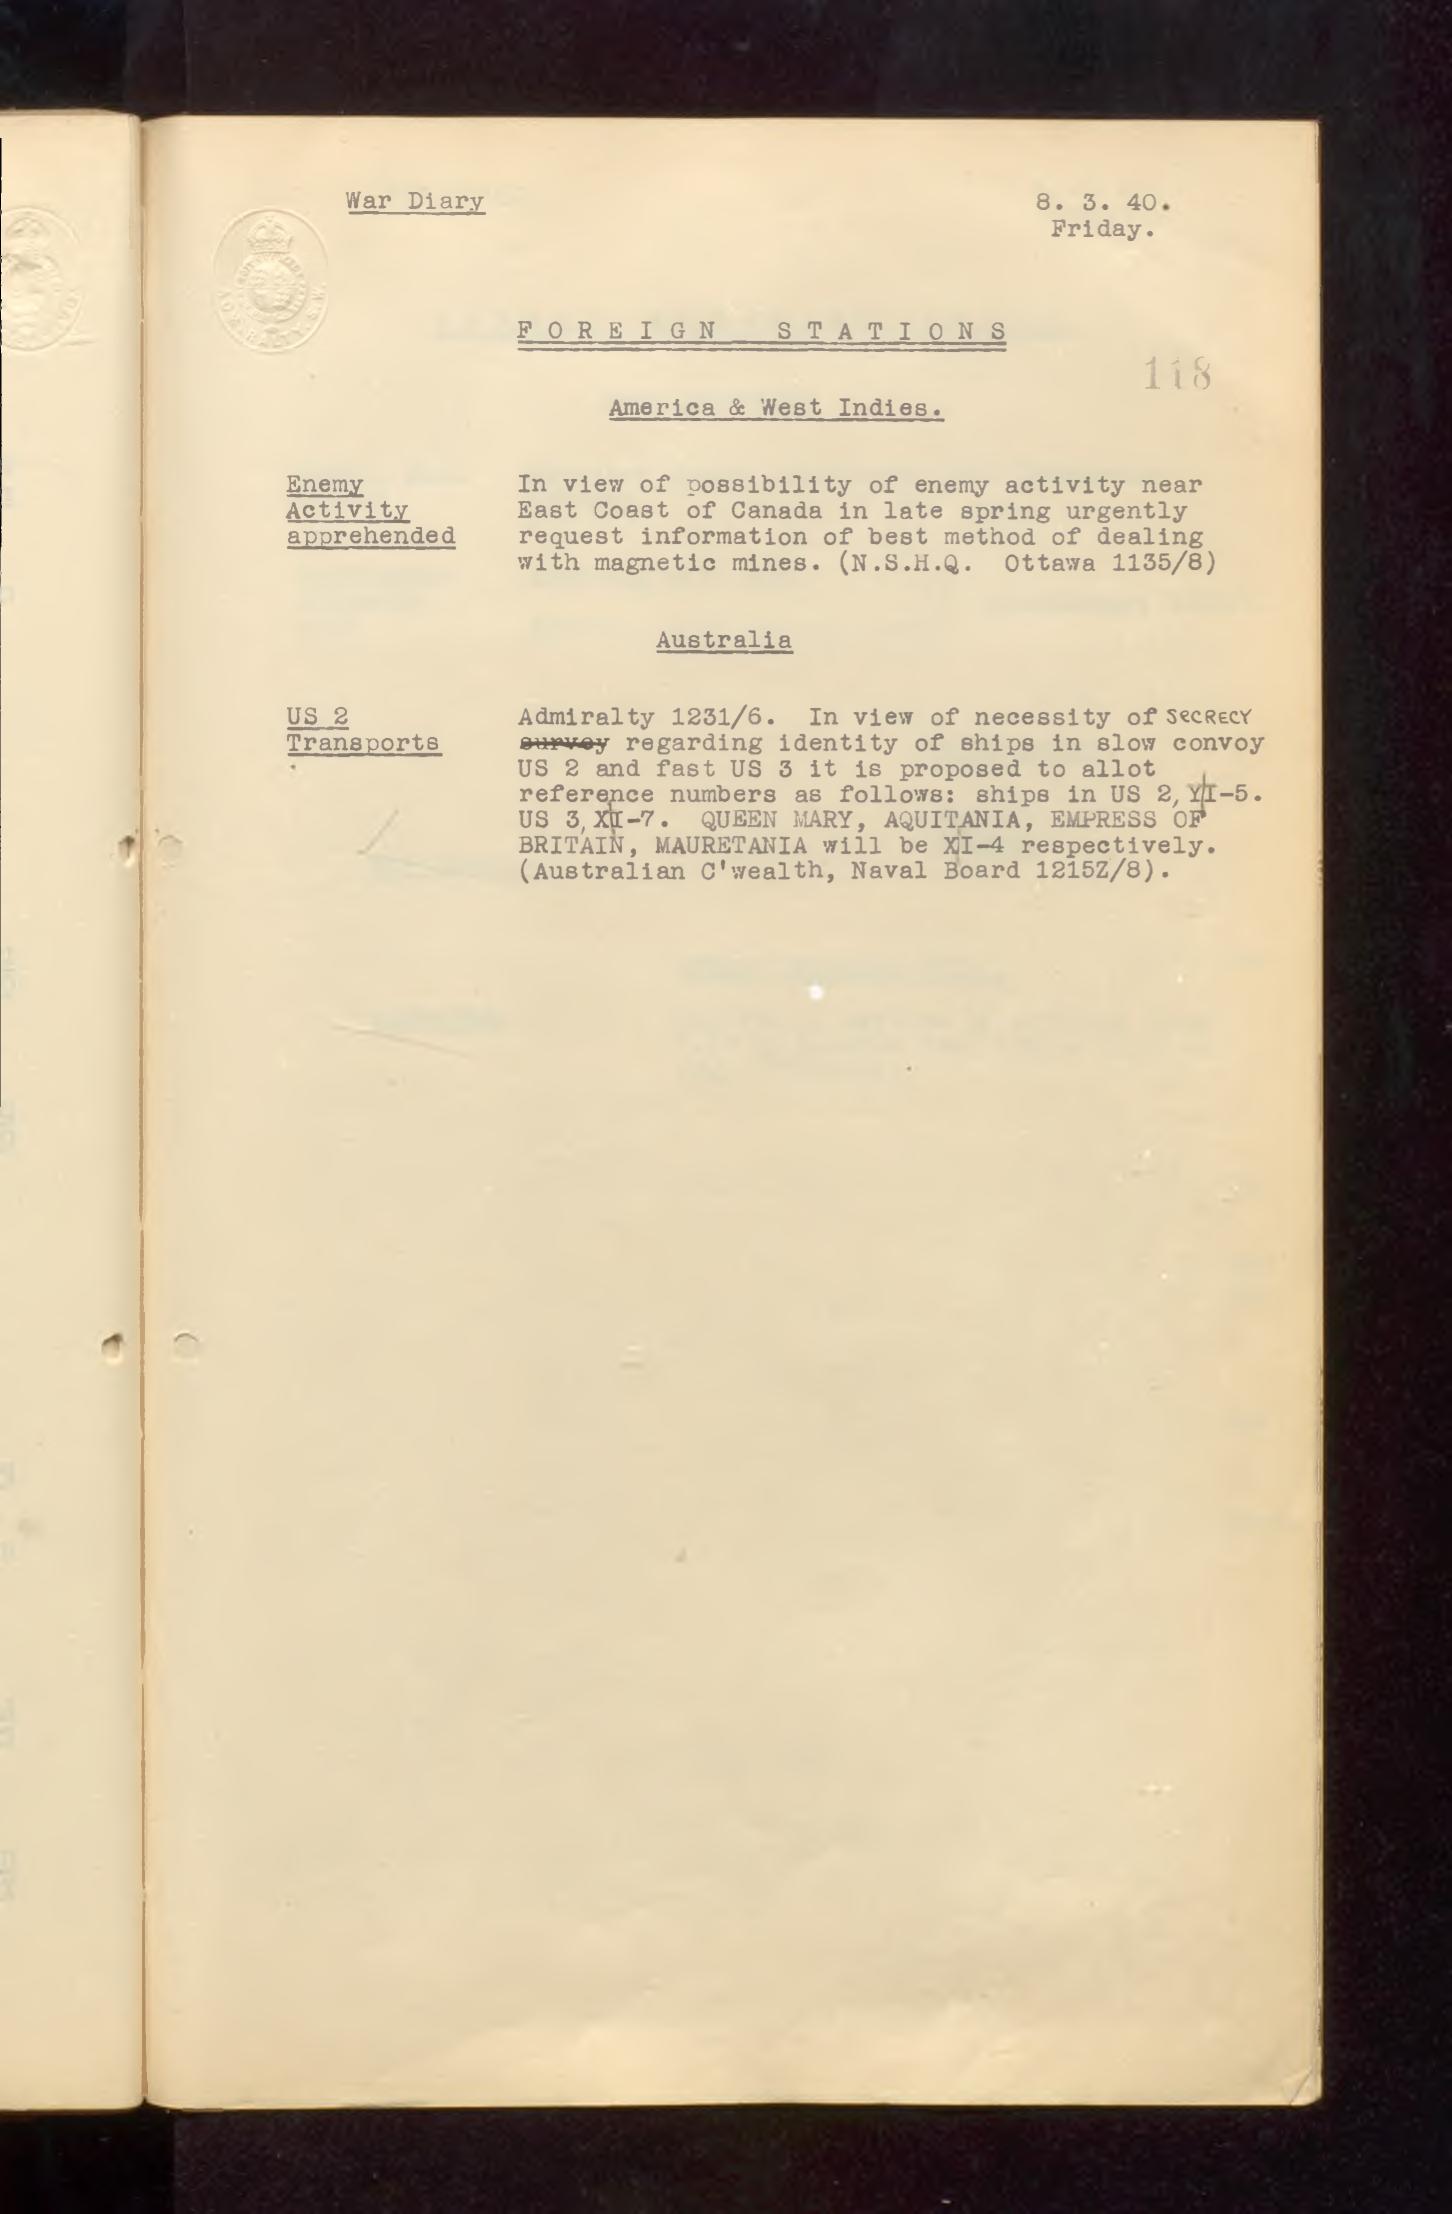 War Diary
8. 3. 40.
Friday.
FOREIGN STATIONS
118
America & West Indies.
Enemy
Activity
apprehended
In view of possibility of enemy activity near
East Coast of Canada in late spring urgently
request information of best method of dealing
with magnetic mines. (N.S.H.Q. Ottawa 1135/8)
Australia
US 2
Transports
Admiralty 1231/6. In view of necessity of SECRECY
survey regarding identity of ships in slow convoy
US 2 and fast US 3 it is proposed to allot
reference numbers as follows: ships in US 2, YI-5.
US 3, XI-7. QUEEN MARY, AQUITANIA, EMPRESS OF
BRITAIN, MAURETANIA will be XI-4 respectively.
(Australian C'wealth, Naval Board 1215Z/8).